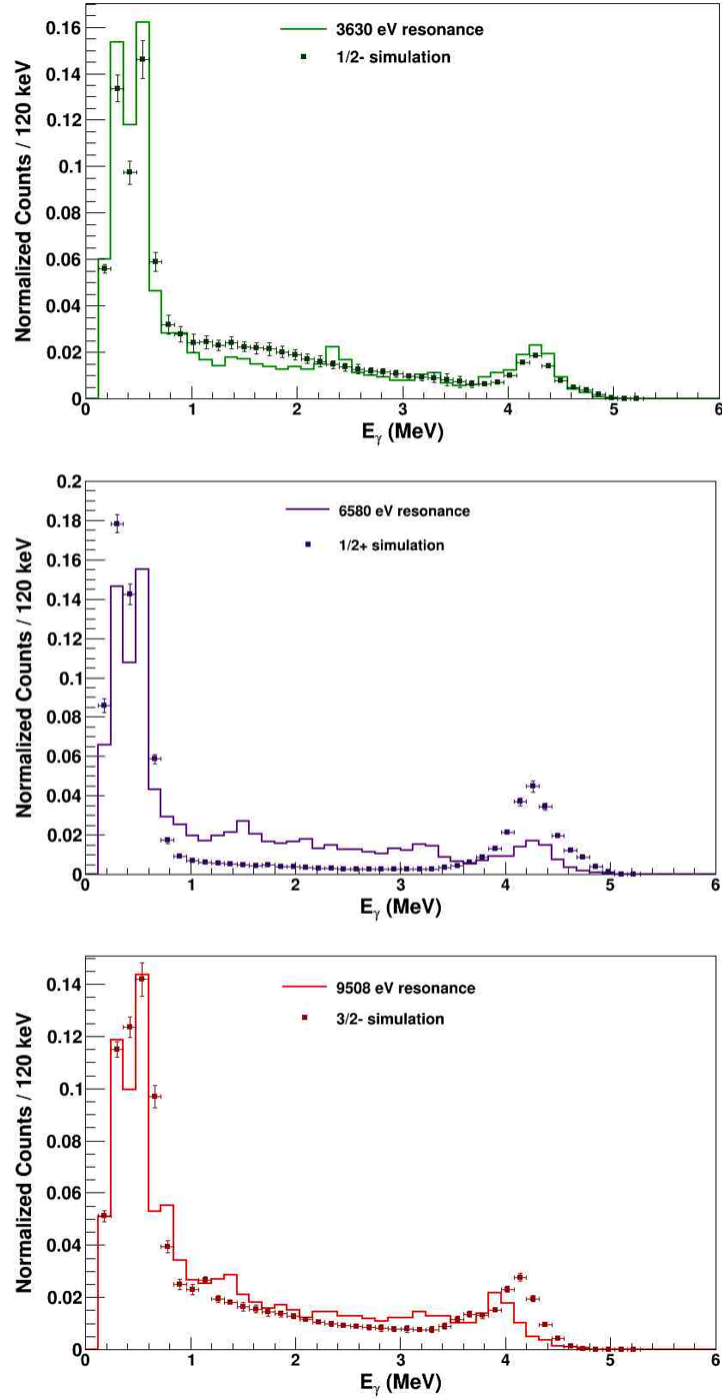 0.16
0.14
0.12
0.1
0.08
0.06
0.04
0.02
0
Normalized Counts / 120 keV
3630 eV resonance
1/2- simulation
0 1 2 3 4 5 6
Eγ (MeV)
0.2
0.18
0.16
0.14
0.12
0.1
0.08
0.06
0.04
0.02
0
Normalized Counts / 120 keV
6580 eV resonance
1/2+ simulation
0 1 2 3 4 5 6
Eγ (MeV)
0.14
0.12
0.1
0.08
0.06
0.04
0.02
0
Normalized Counts / 120 keV
9508 eV resonance
3/2- simulation
0 1 2 3 4 5 6
Eγ (MeV)